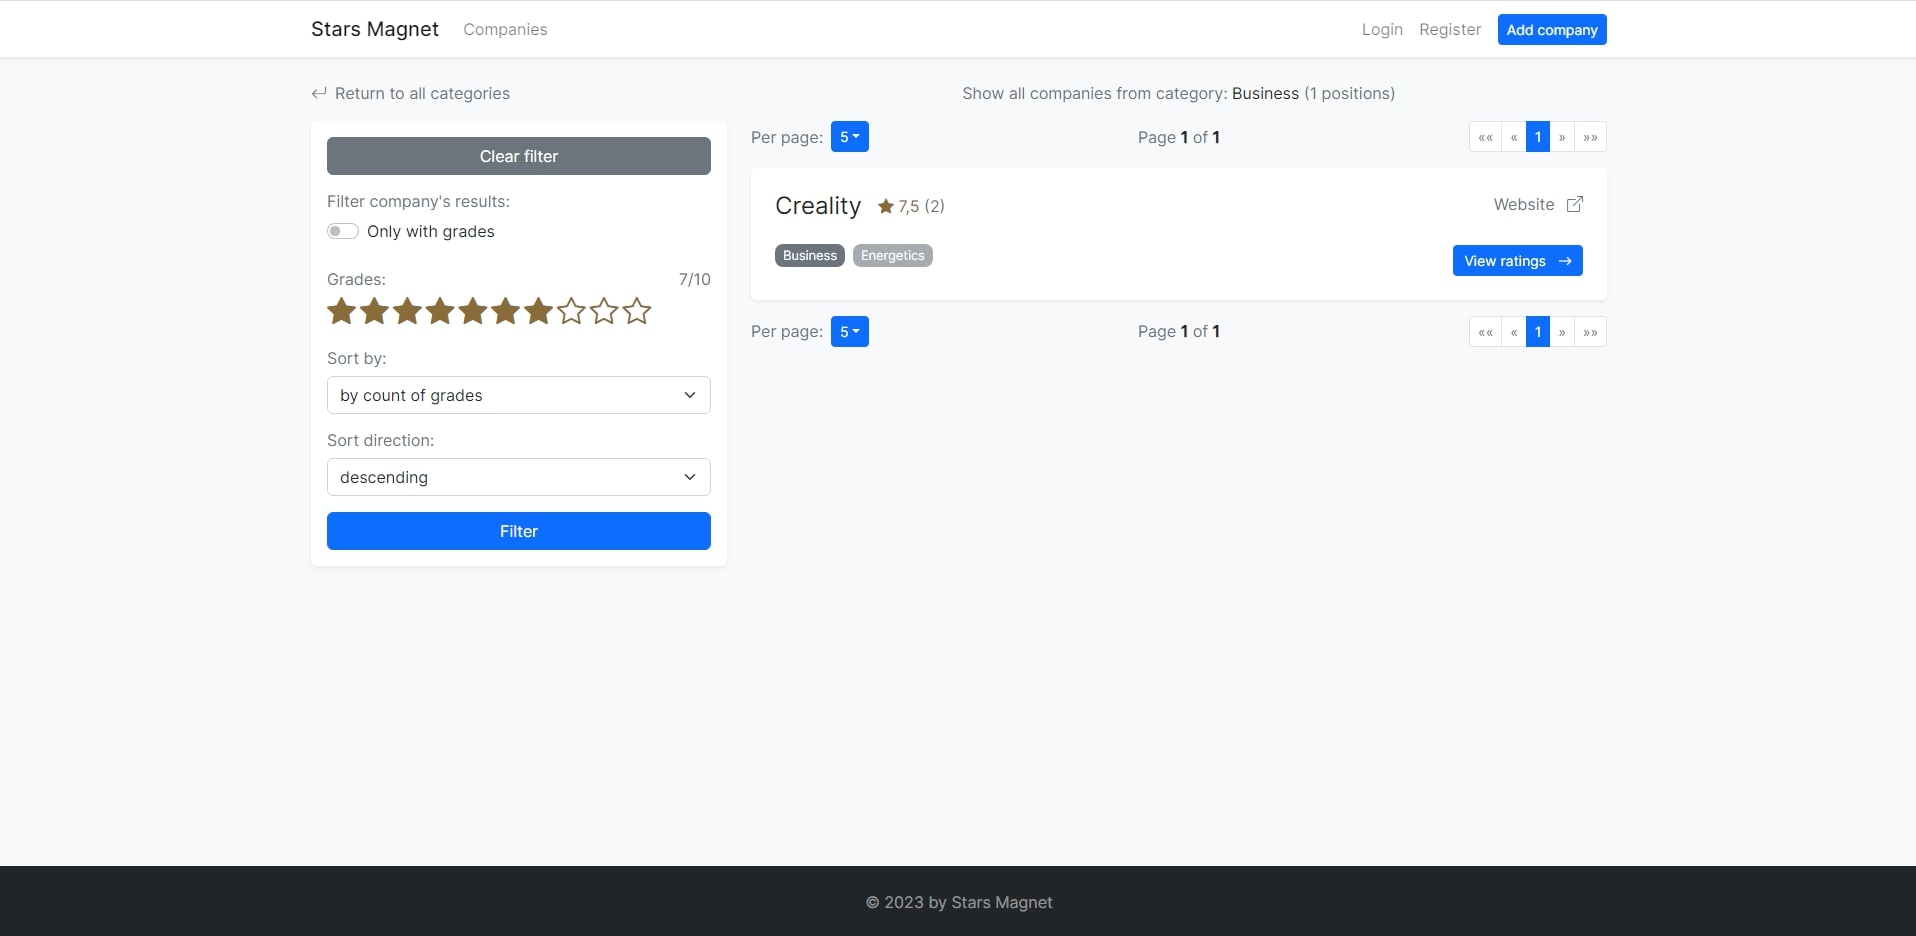 Stars Magnet Companies Login Register Add company
Return to all categories
Show all companies from category: Business (1 positions)
Clear filter
Filter company's results:
Only with grades
Grades: 7/10
Sort by:
by count of grades
Sort direction:
descending
Filter
Per page: 5 Page 1 of 1 «« « 1 » »»
Creality 7,5 (2) Website
Business Energetics View ratings
Per page: 5 Page 1 of 1 «« « 1 » »»
© 2023 by Stars Magnet